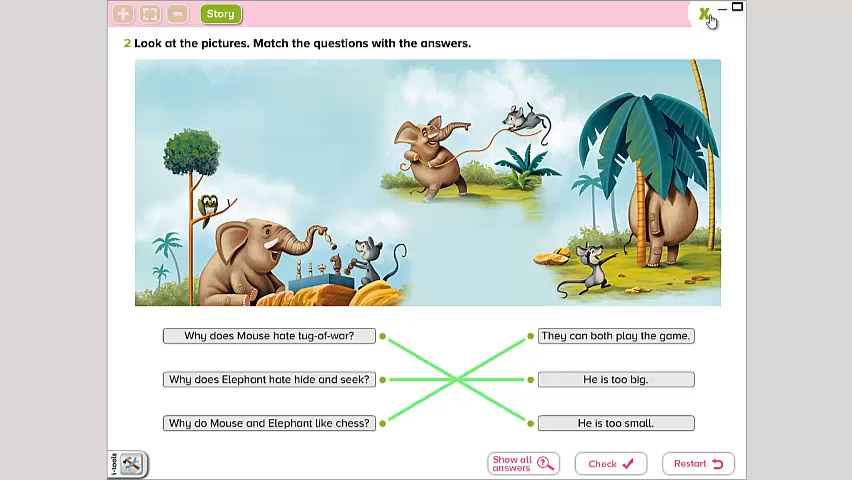 Story
X
2 Look at the pictures. Match the questions with the answers.
Why does Mouse hate tug-of-war?
They can both play the game.
Why does Elephant hate hide and seek?
He is too big.
Why do Mouse and Elephant like chess?
He is too small.
t-tools
Show all
answers
Check
Restart